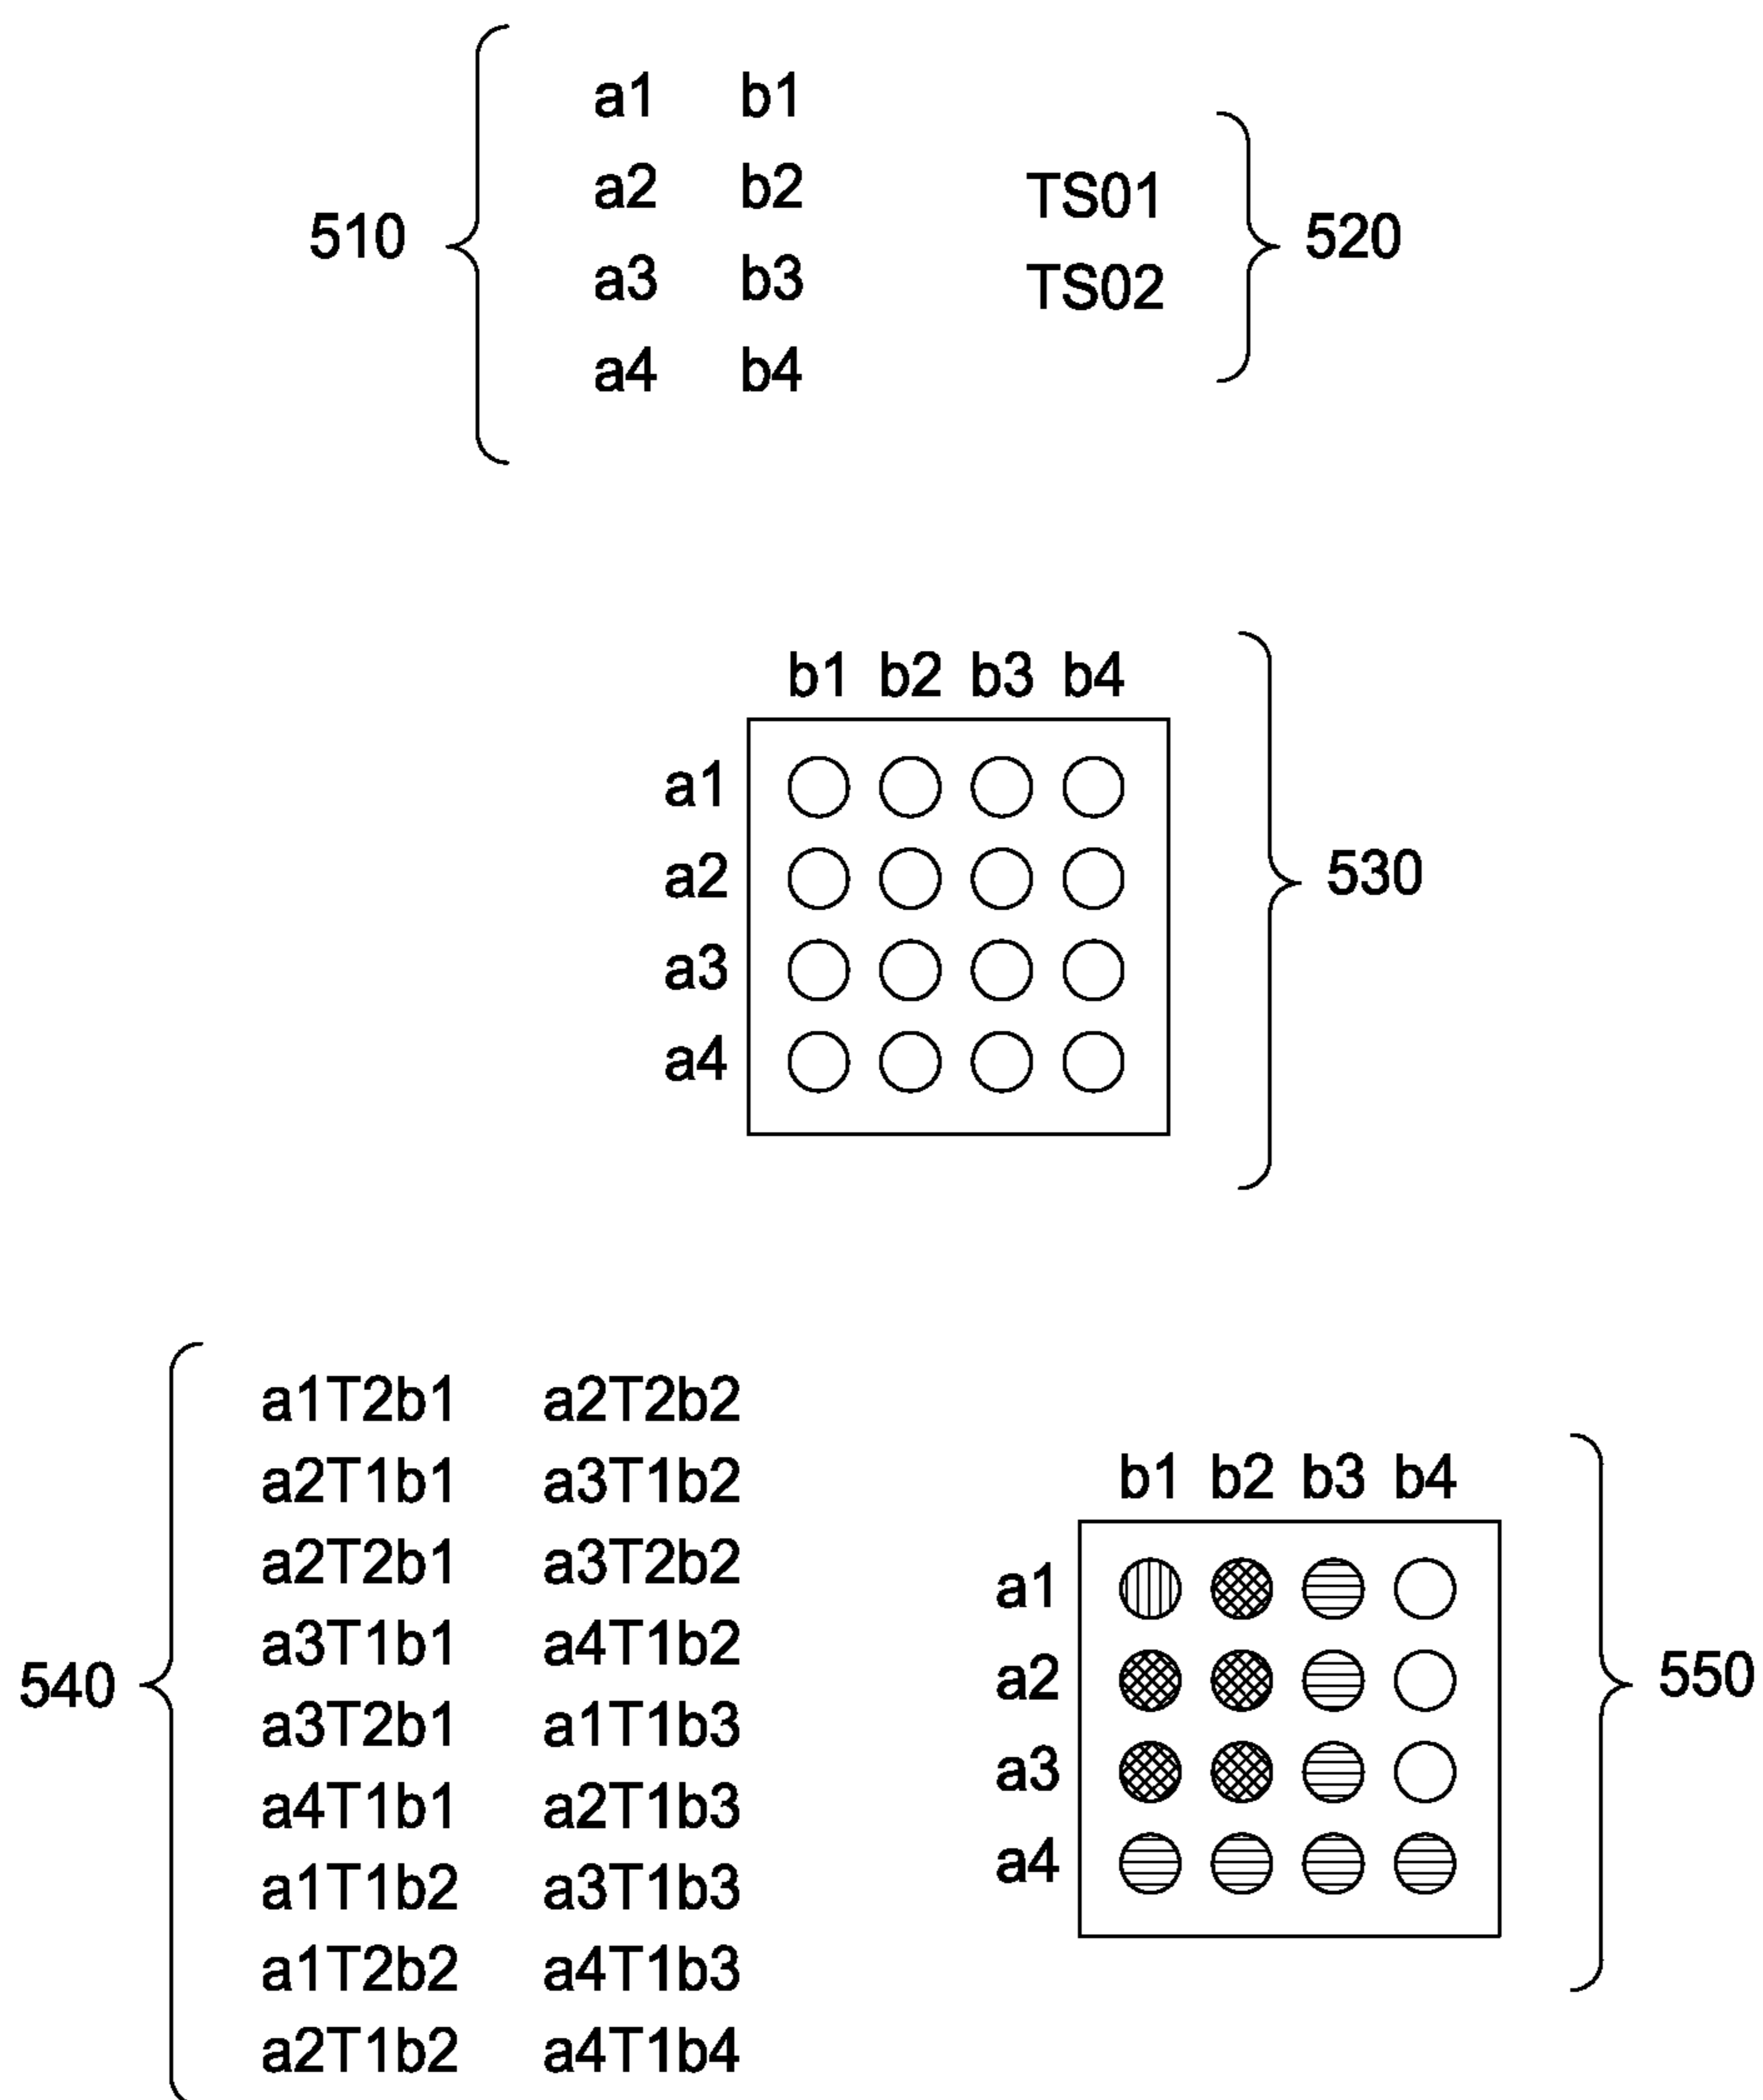 a1 b1
a2 b2
a3 b3
a4 b4
510
TS01
TS02
520
b1 b2 b3 b4
a1
a2
a3
a4
530
540
a1T2b1 a2T2b2
a2T1b1 a3T1b2
a2T2b1 a3T2b2
a3T1b1 a4T1b2
a3T2b1 a1T1b3
a4T1b1 a2T1b3
a1T1b2 a3T1b3
a1T2b2 a4T1b3
a2T1b2 a4T1b4
b1 b2 b3 b4
a1
a2
a3
a4
550